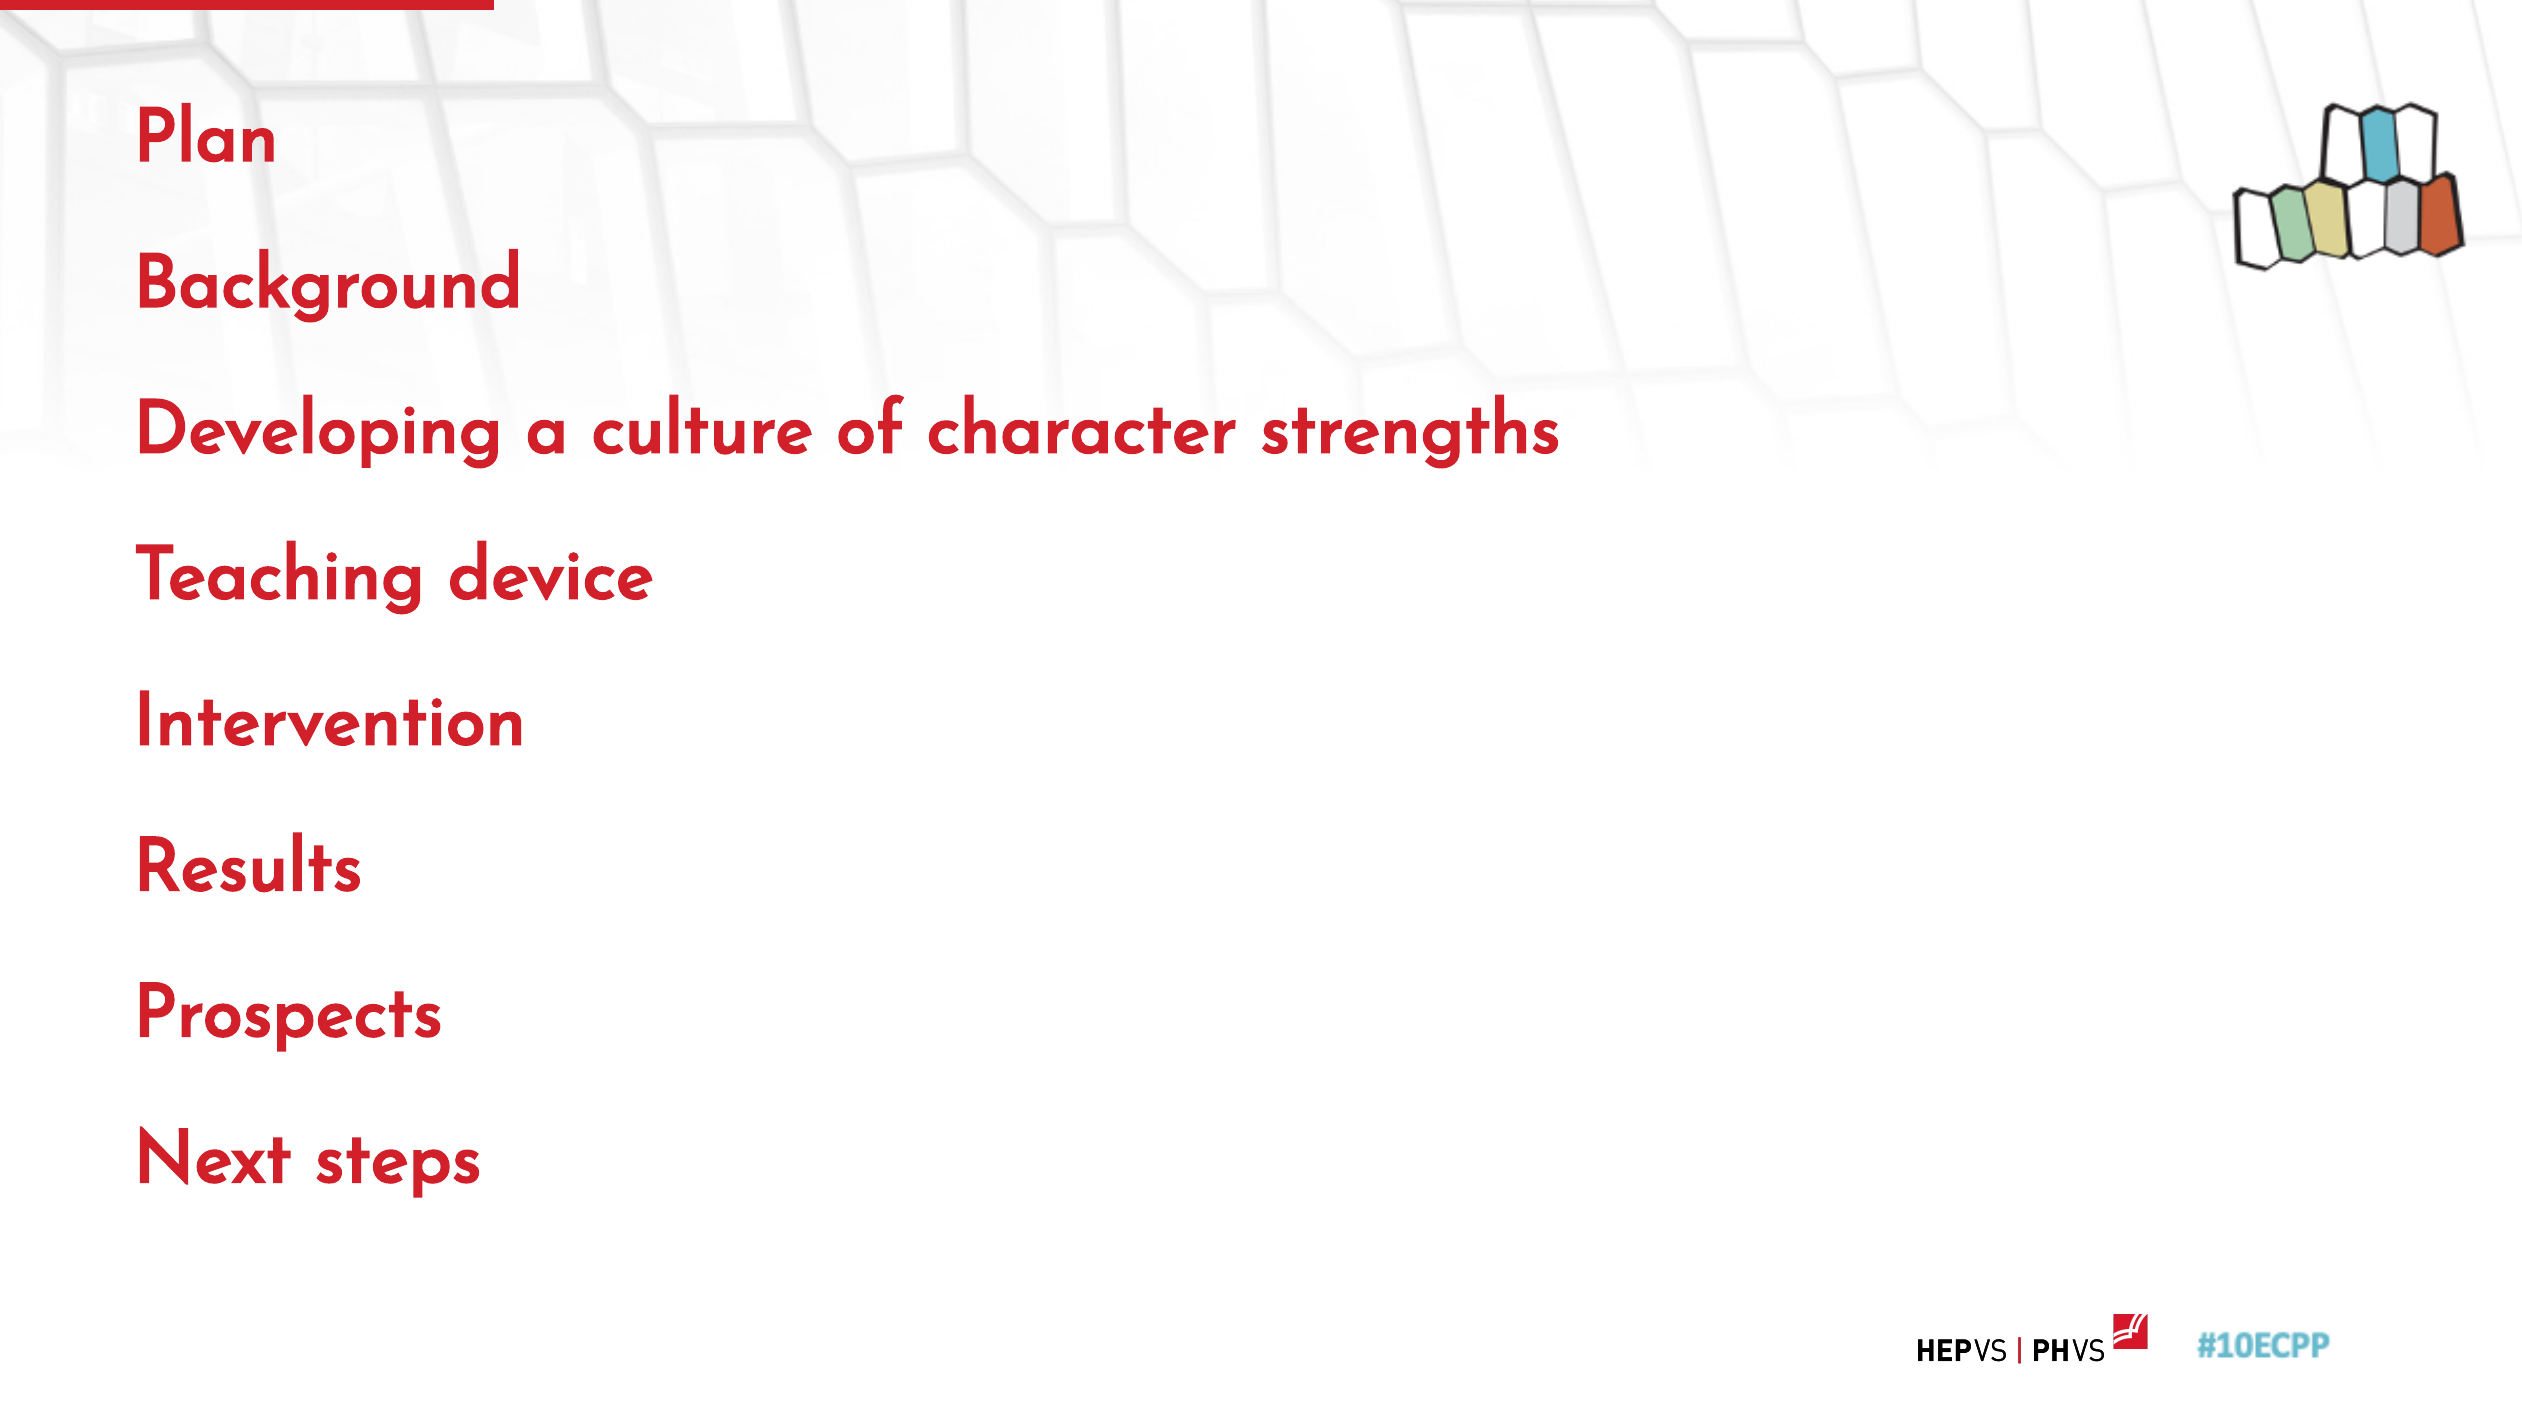 Plan
Background
Developing a culture of character strengths
Teaching device
Intervention
Results
Prospects
Next steps
HEPVS | PHVS
#10ECPP